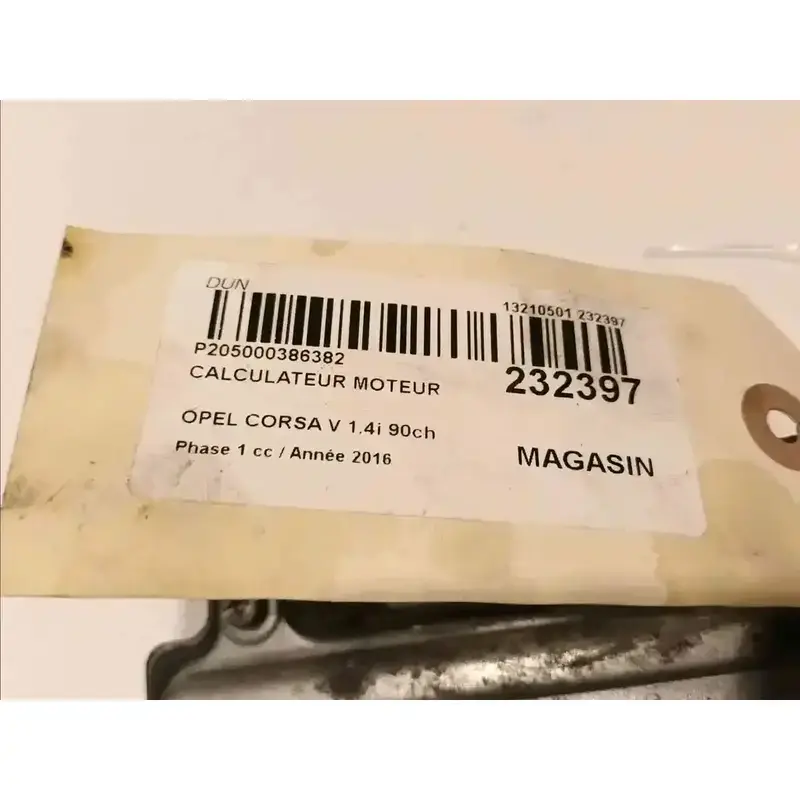 DUN
13210501 232397
P205000386382
232397
CALCULATEUR MOTEUR
OPEL CORSA V 1.4i 90ch
Phase 1 cc / Année 2016
MAGASIN